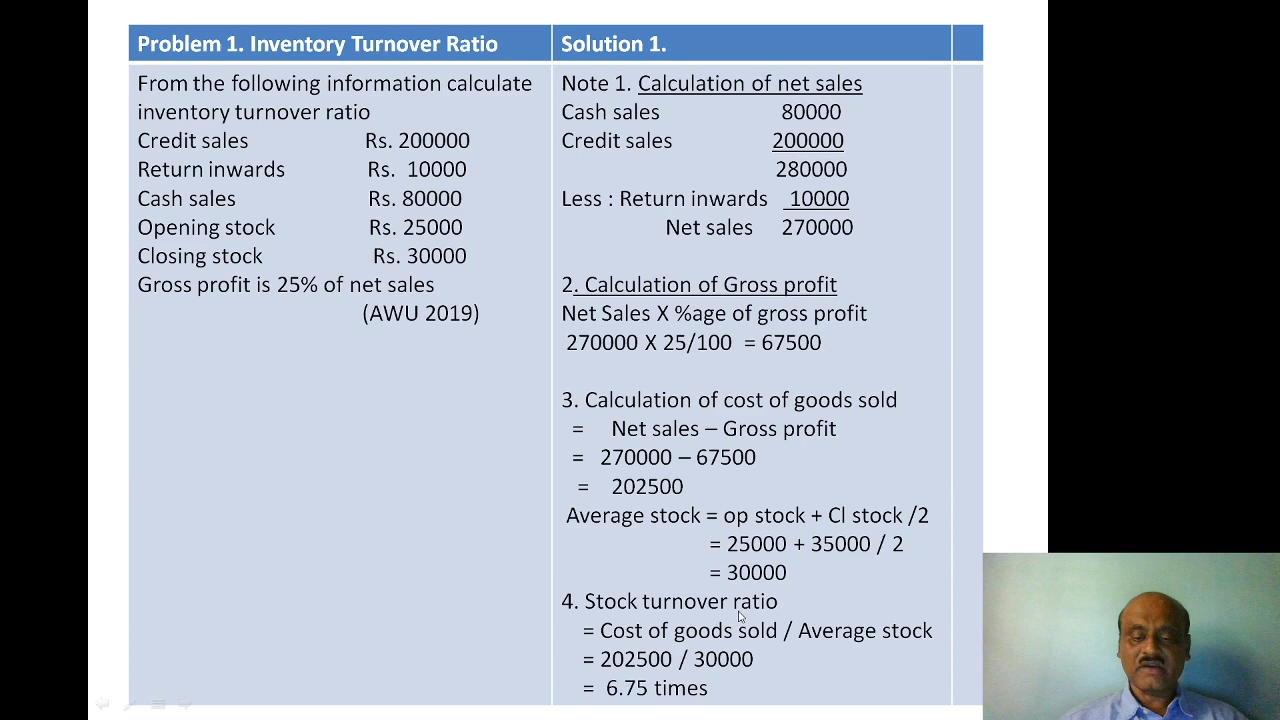 Problem 1. Inventory Turnover Ratio
From the following information calculate
inventory turnover ratio
Credit sales Rs. 200000
Return inwards Rs. 10000
Cash sales Rs. 80000
Opening stock Rs. 25000
Closing stock Rs. 30000
Gross profit is 25% of net sales
(AWU 2019)
Solution 1.
Note 1. Calculation of net sales
Cash sales 80000
Credit sales 200000
280000
Less : Return inwards 10000
Net sales 270000
2. Calculation of Gross profit
Net Sales X %age of gross profit
270000 X 25/100 = 67500
3. Calculation of cost of goods sold
= Net sales – Gross profit
= 270000 – 67500
= 202500
Average stock = op stock + Cl stock /2
= 25000 + 35000 / 2
= 30000
4. Stock turnover ratio
= Cost of goods sold / Average stock
= 202500 / 30000
= 6.75 times